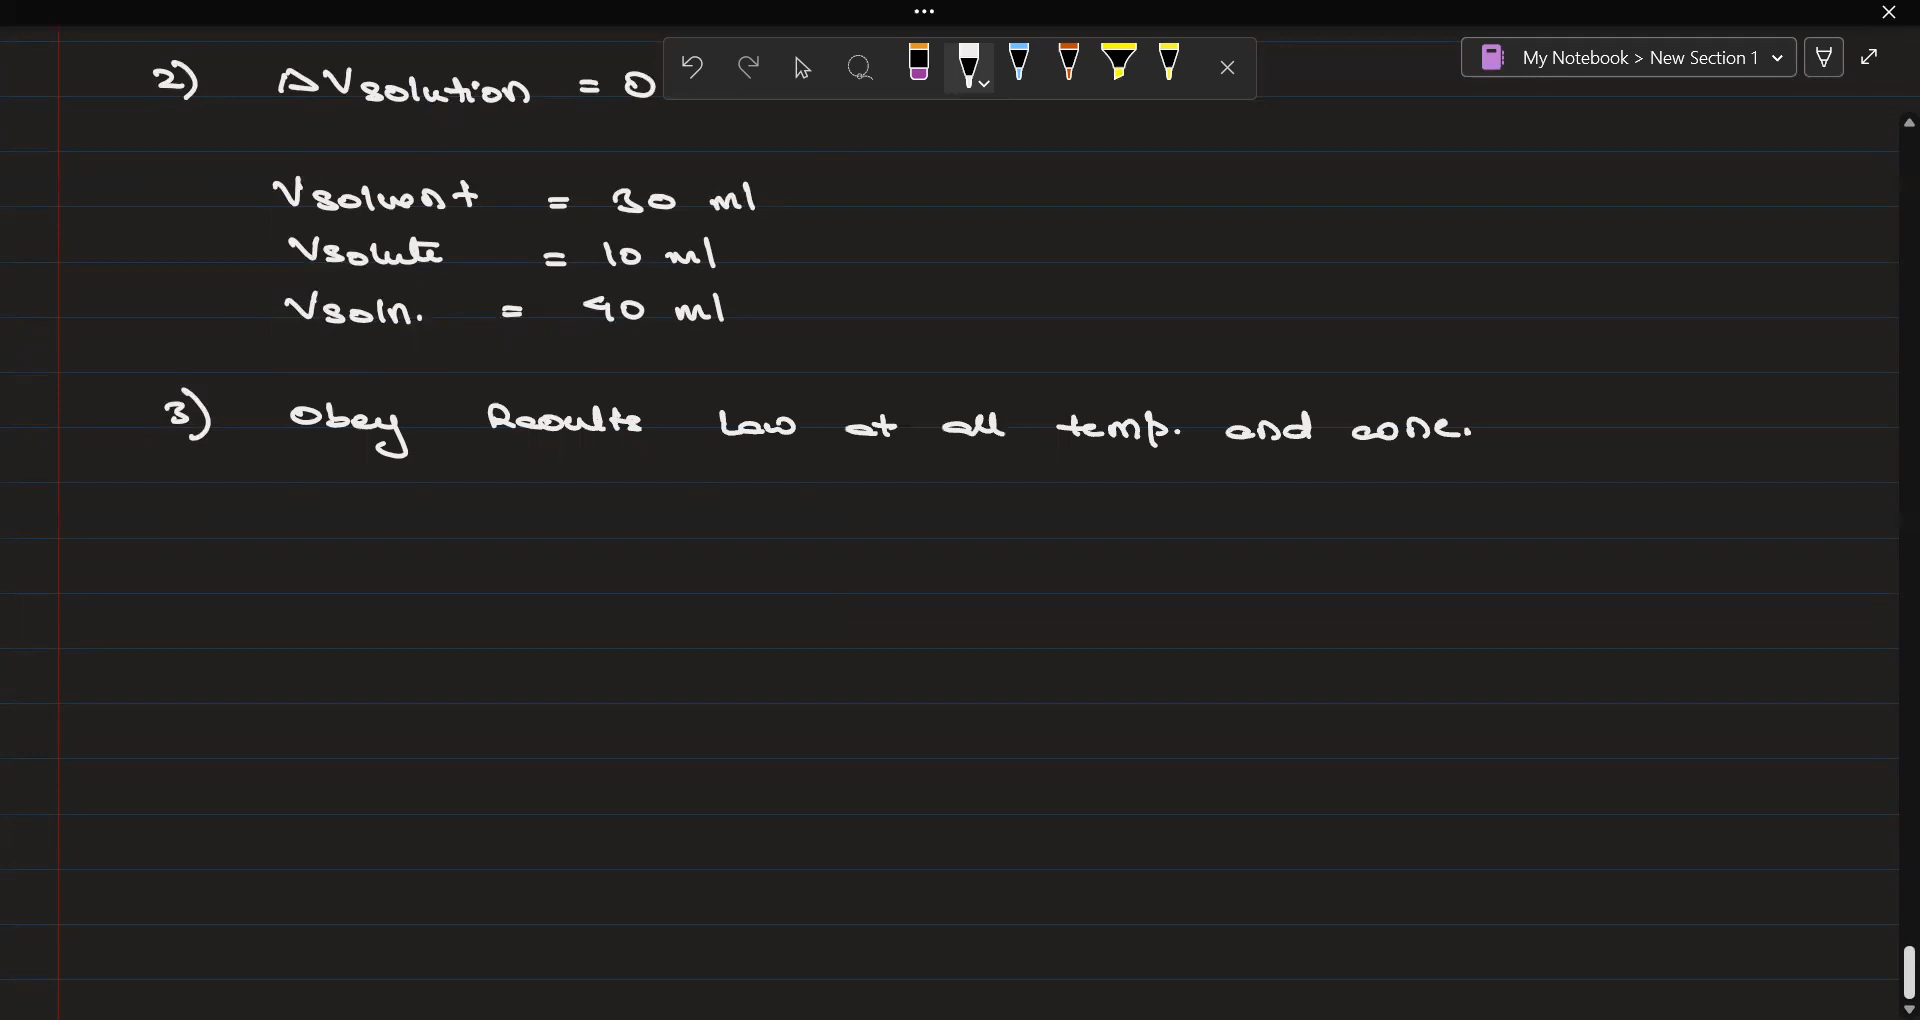 My Notebook > New Section 1
2) ΔVsolution = 0
Vsolvent = 30 ml
Vsolute = 10 ml
Vsoln. = 40 ml
3) Obey Raoults Law at all temp. and conc.